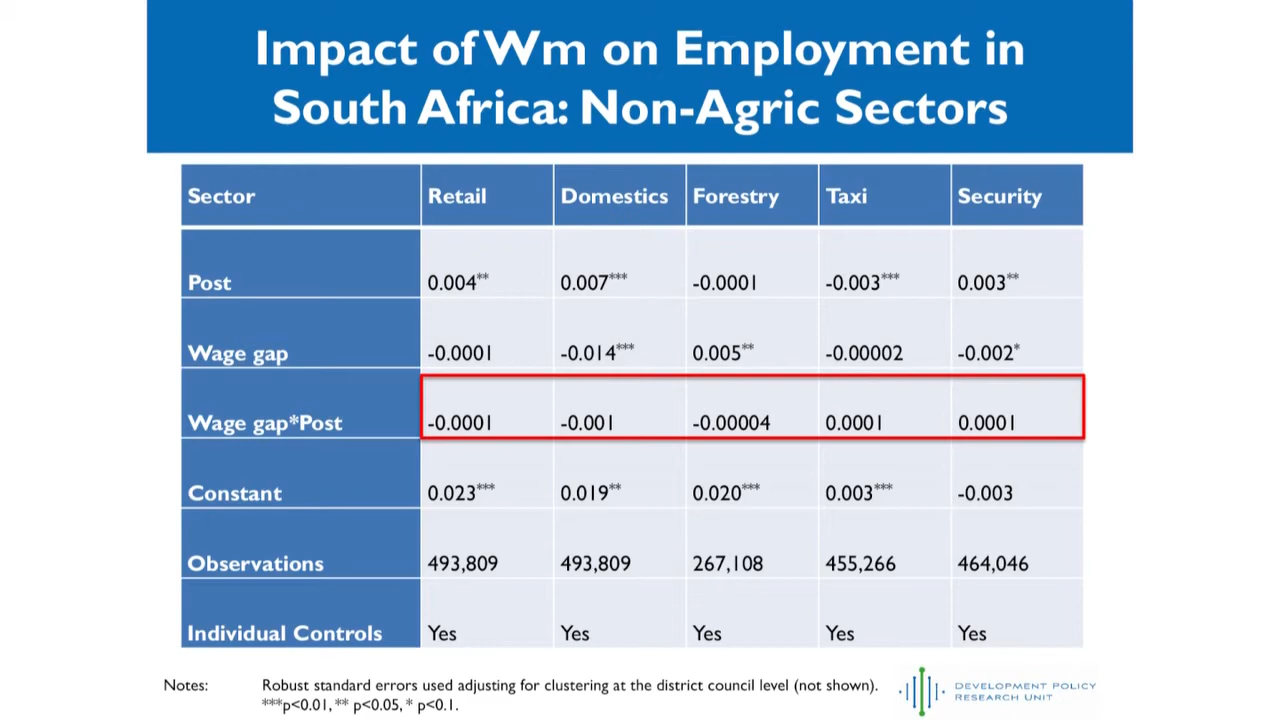 Impact of Wm on Employment in
South Africa: Non-Agric Sectors
Sector Retail Domestics Forestry Taxi Security
Post 0.004** 0.007*** -0.0001 -0.003*** 0.003**
Wage gap -0.0001 -0.014*** 0.005** -0.00002 -0.002*
Wage gap*Post -0.0001 -0.001 -0.00004 0.0001 0.0001
Constant 0.023*** 0.019** 0.020*** 0.003*** -0.003
Observations 493,809 493,809 267,108 455,266 464,046
Individual Controls Yes Yes Yes Yes Yes
Notes: Robust standard errors used adjusting for clustering at the district council level (not shown).
***p<0.01, ** p<0.05, * p<0.1.
DEVELOPMENT POLICY
RESEARCH UNIT